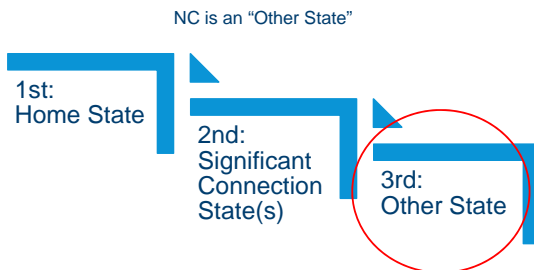 NC is an “Other State”
1st:
Home State
2nd:
Significant
Connection
State(s)
3rd:
Other State